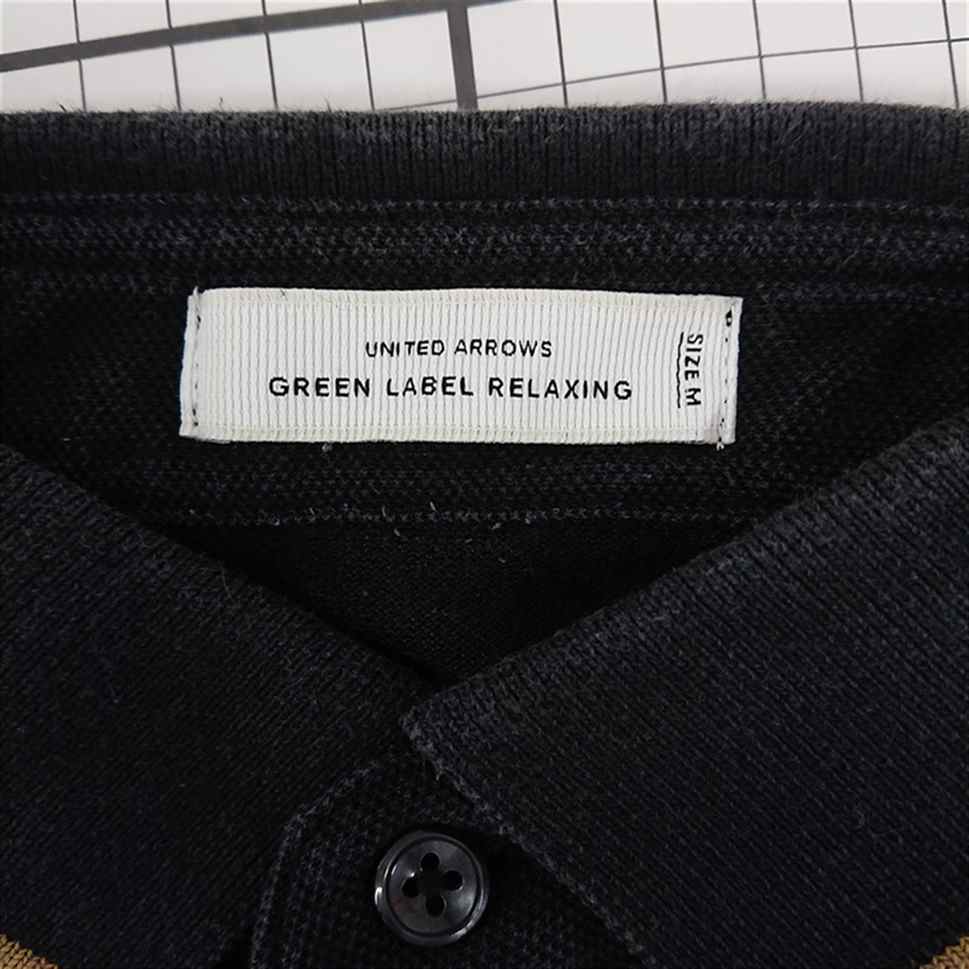 UNITED ARROWS
GREEN LABEL RELAXING
SIZE M